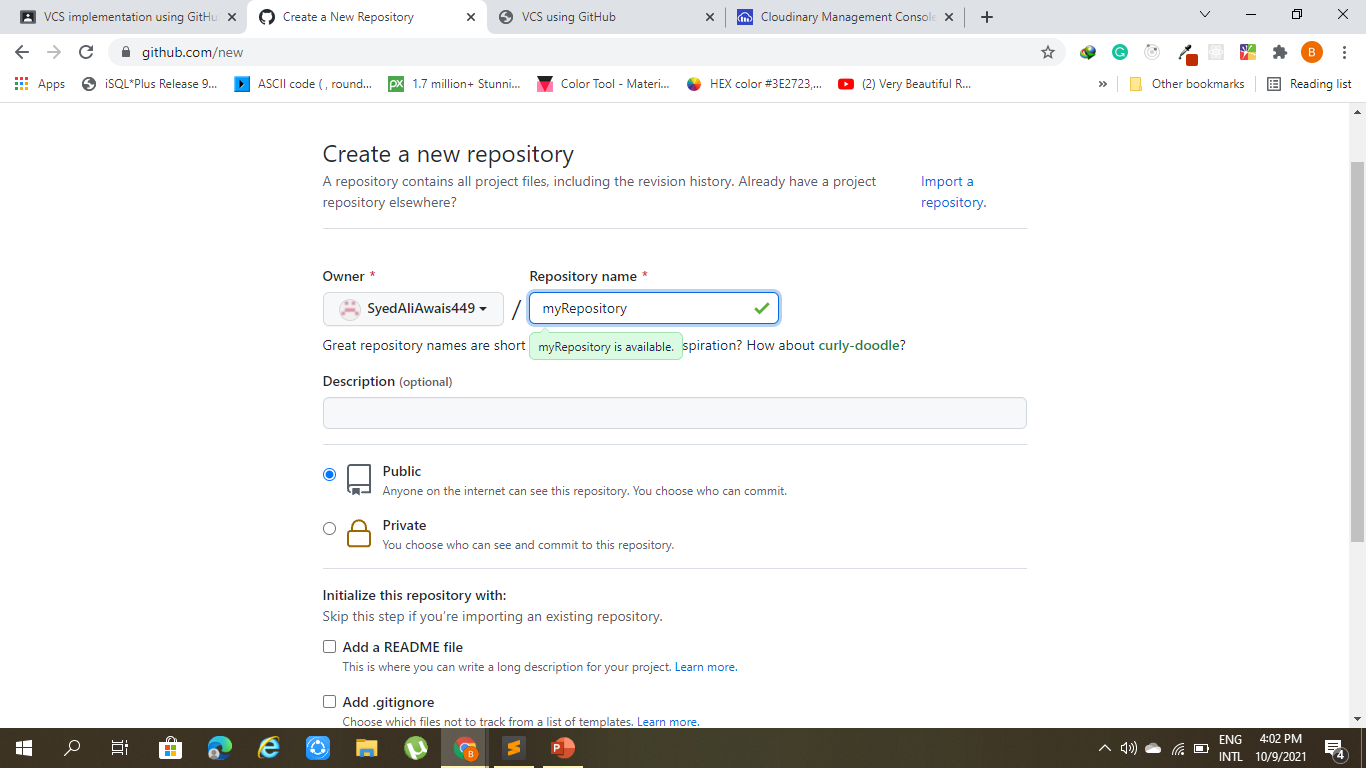 VCS implementation using GitHu
Create a New Repository
VCS using GitHub
Cloudinary Management Console
github.com/new
B
Apps
iSQL*Plus Release 9...
ASCII code ( , round...
px
1.7 million+ Stunni...
Color Tool - Materi...
HEX color #3E2723,...
(2) Very Beautiful R...
»
Other bookmarks
Reading list
Create a new repository
A repository contains all project files, including the revision history. Already have a project
repository elsewhere?
Import a
repository.
Owner *
Repository name *
SyedAliAwais449
/
myRepository
Great repository names are short
myRepository is available.
spiration? How about curly-doodle?
Description (optional)
Public
Anyone on the internet can see this repository. You choose who can commit.
Private
You choose who can see and commit to this repository.
Initialize this repository with:
Skip this step if you're importing an existing repository.
Add a README file
This is where you can write a long description for your project. Learn more.
Add .gitignore
Choose which files not to track from a list of templates. Learn more.
ENG
INTL
4:02 PM
10/9/2021
4